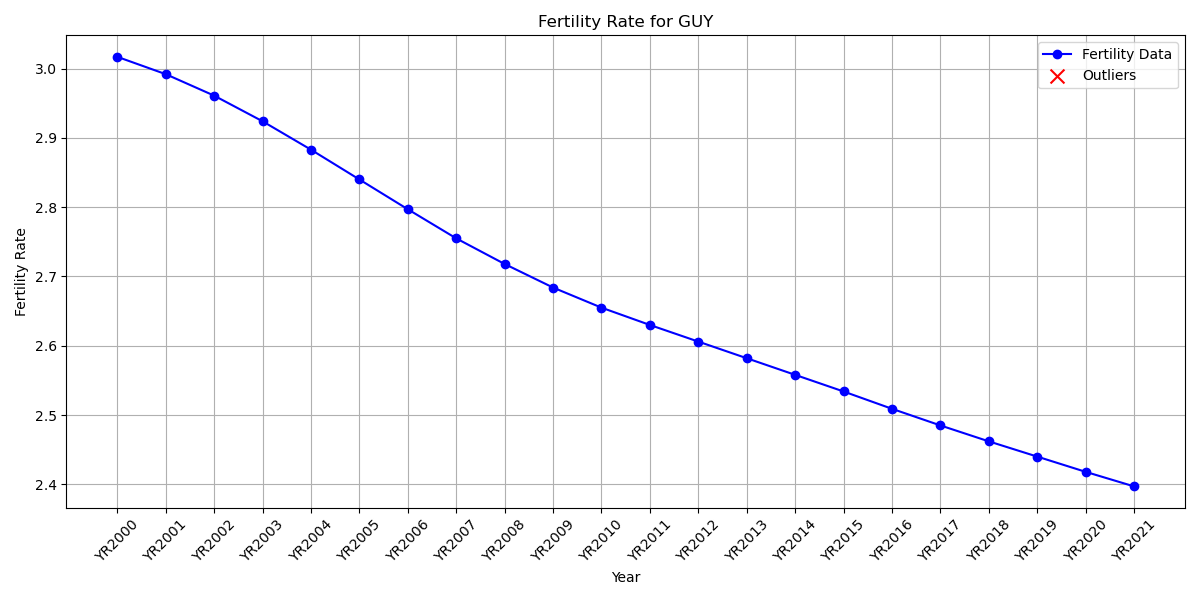 Fertility Rate for GUY
Fertility Data
Outliers
Fertility Rate
3.0
2.9
2.8
2.7
2.6
2.5
2.4
YR2000
YR2001
YR2002
YR2003
YR2004
YR2005
YR2006
YR2007
YR2008
YR2009
YR2010
YR2011
YR2012
YR2013
YR2014
YR2015
YR2016
YR2017
YR2018
YR2019
YR2020
YR2021
Year